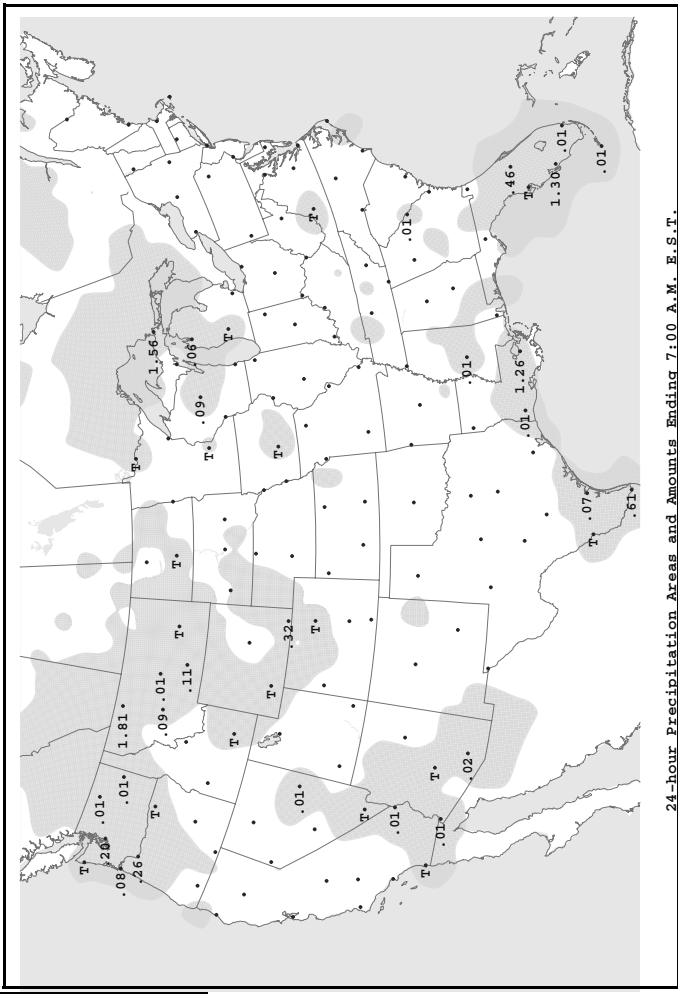 T
.01
.20
1.81
.08
.01
T
.26
1.56
T
.01
.09
T
T
.11
.06
.09
T
T
T
T
T
.32
.01
T
T
T
.01
.01
T
T
.01
.01
.02
.46
1.26
.01
T
1.30
.01
.07
T
.01
.61
24-hour Precipitation Areas and Amounts Ending 7:00 A.M. E.S.T.